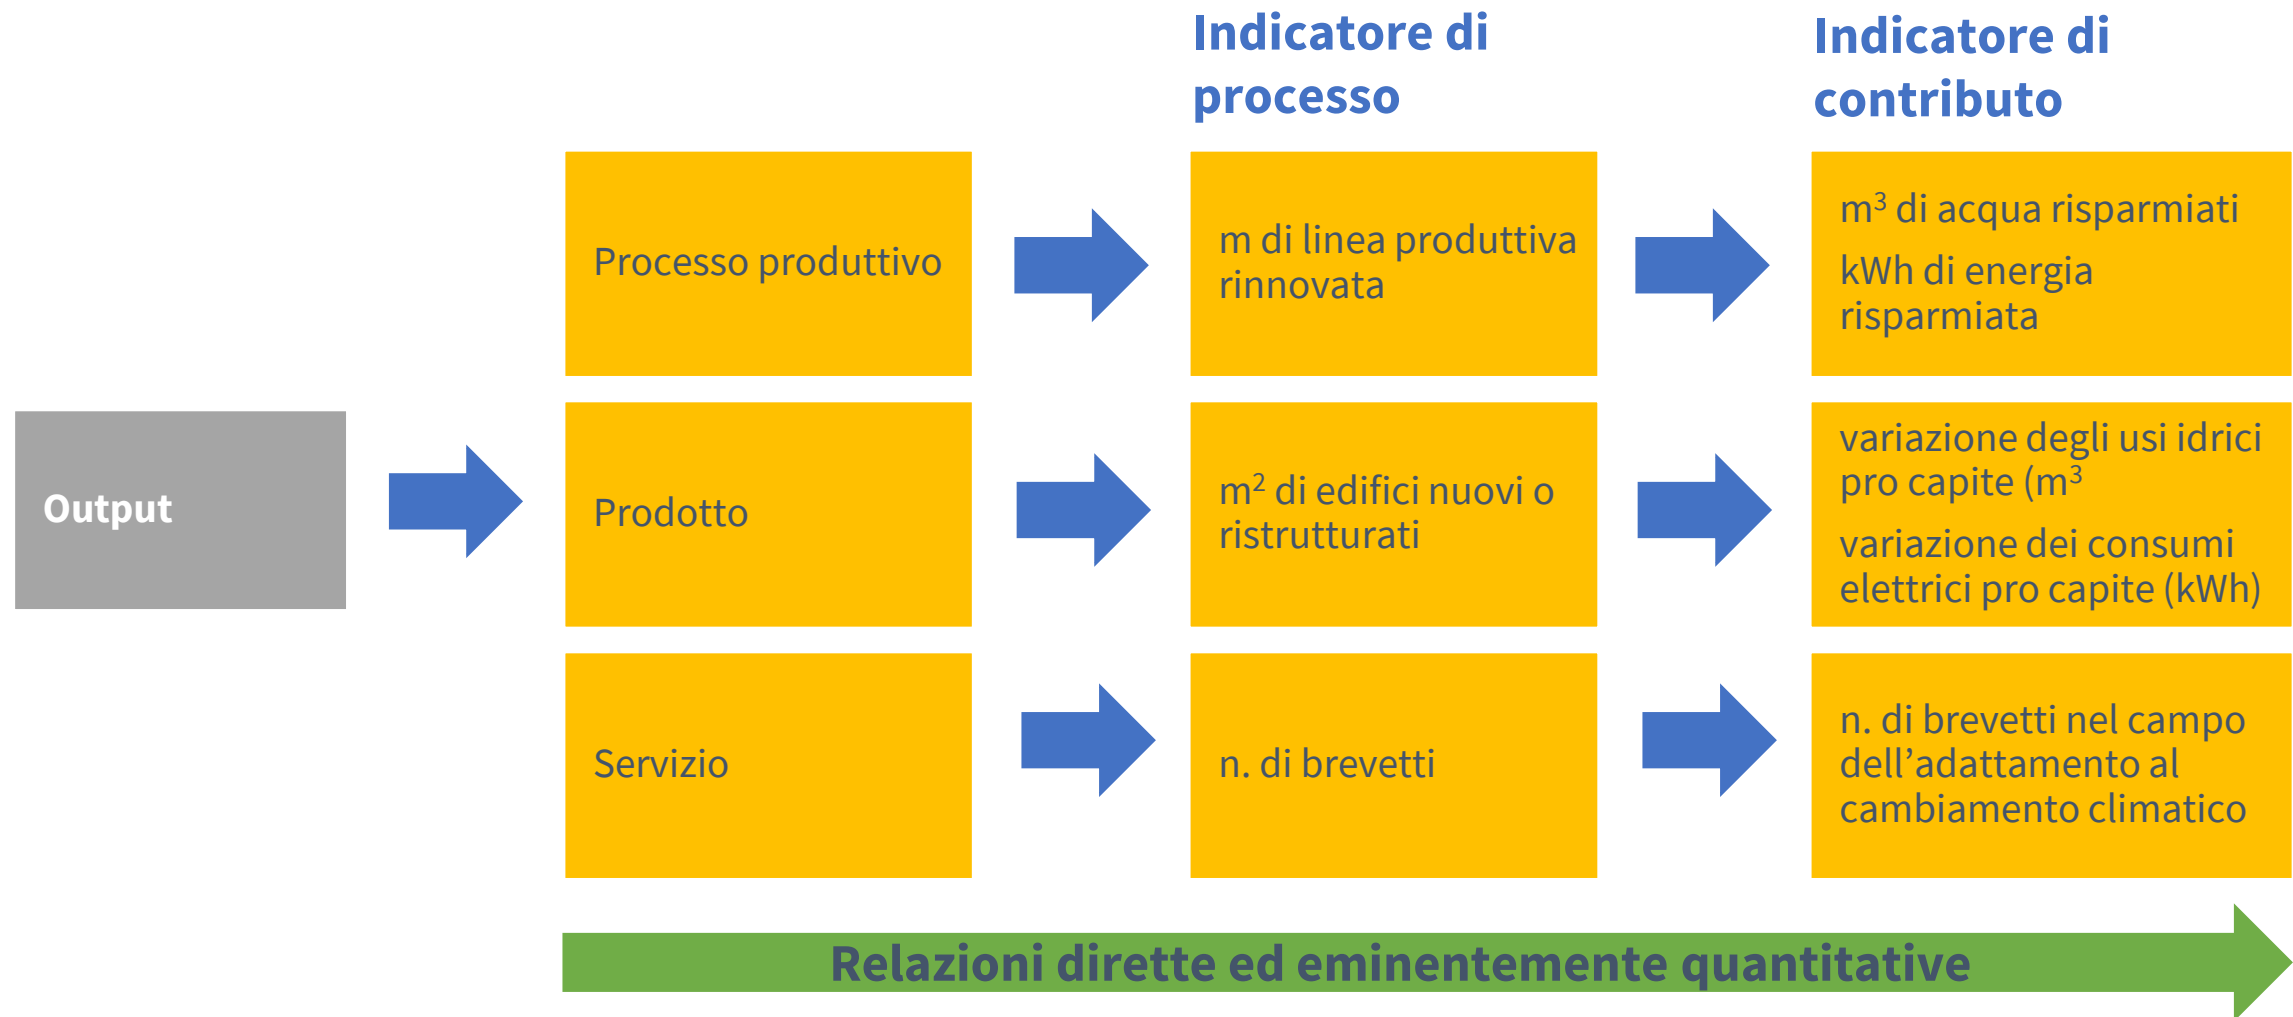 Indicatore di
processo
Indicatore di
contributo
Output
Processo produttivo
m di linea produttiva
rinnovata
m³ di acqua risparmiati
kWh di energia
risparmiata
Prodotto
m² di edifici nuovi o
ristrutturati
variazione degli usi idrici
pro capite (m³
variazione dei consumi
elettrici pro capite (kWh)
Servizio
n. di brevetti
n. di brevetti nel campo
dell’adattamento al
cambiamento climatico
Relazioni dirette ed eminentemente quantitative